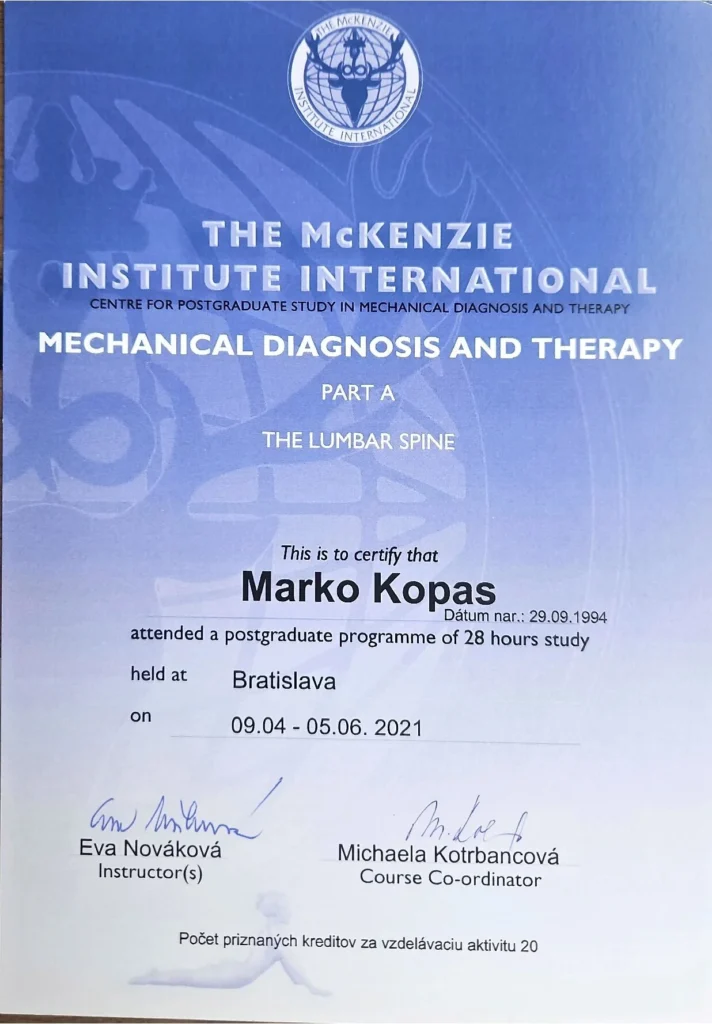 THE McKENZIE
INSTITUTE INTERNATIONAL
THE McKENZIE
INSTITUTE INTERNATIONAL
CENTRE FOR POSTGRADUATE STUDY IN MECHANICAL DIAGNOSIS AND THERAPY
MECHANICAL DIAGNOSIS AND THERAPY
PART A
THE LUMBAR SPINE
This is to certify that
Marko Kopas
Dátum nar.: 29.09.1994
attended a postgraduate programme of 28 hours study
held at Bratislava
on 09.04 - 05.06. 2021
Eva Nováková Michaela Kotrbancová
Instructor(s) Course Co-ordinator
Počet priznaných kreditov za vzdelávaciu aktivitu 20